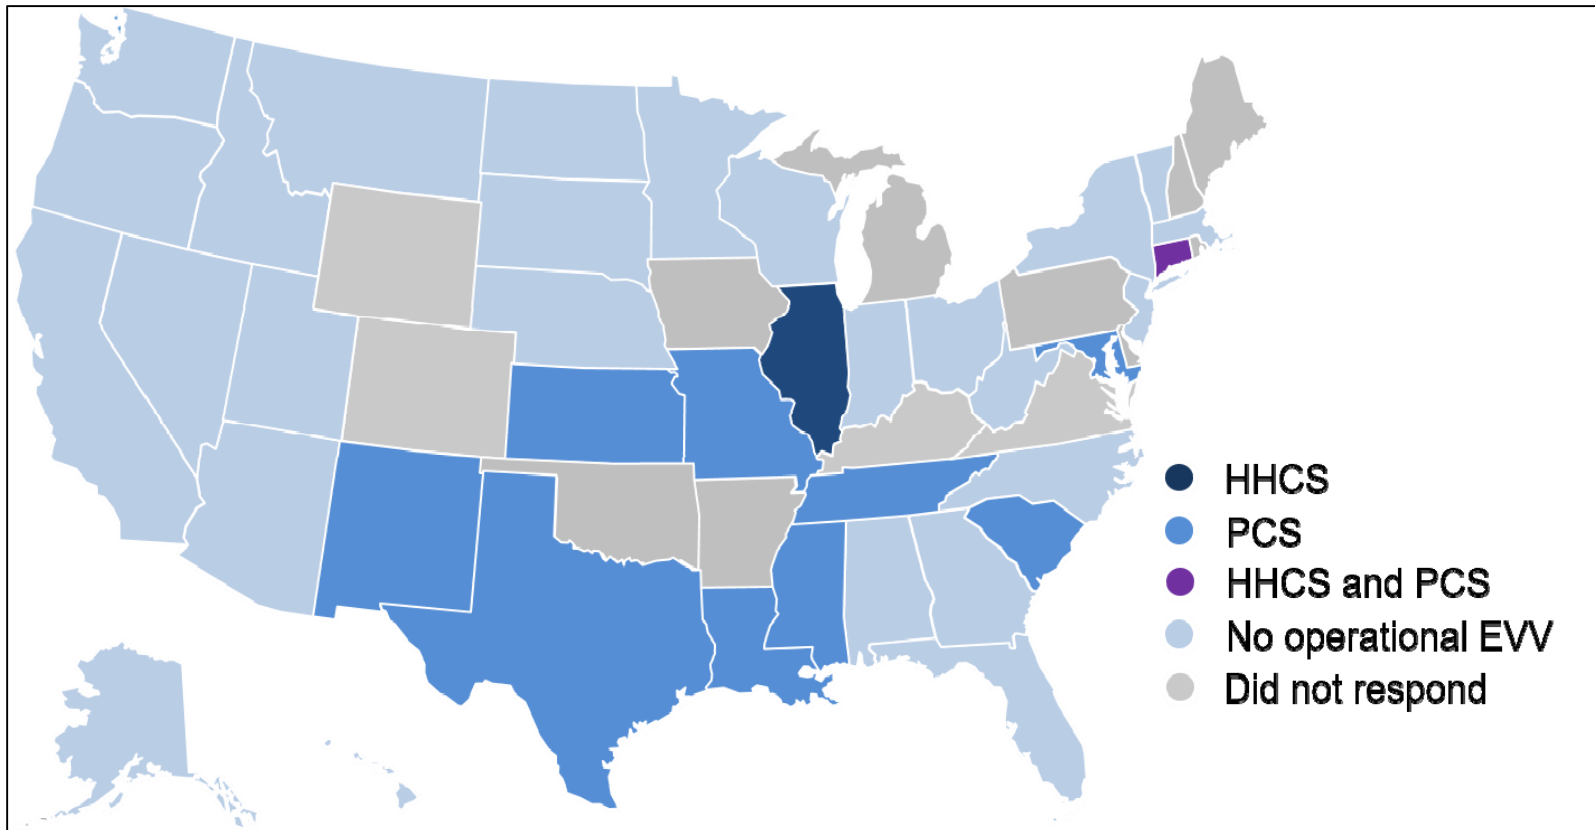 HHCS
PCS
HHCS and PCS
No operational EVV
Did not respond